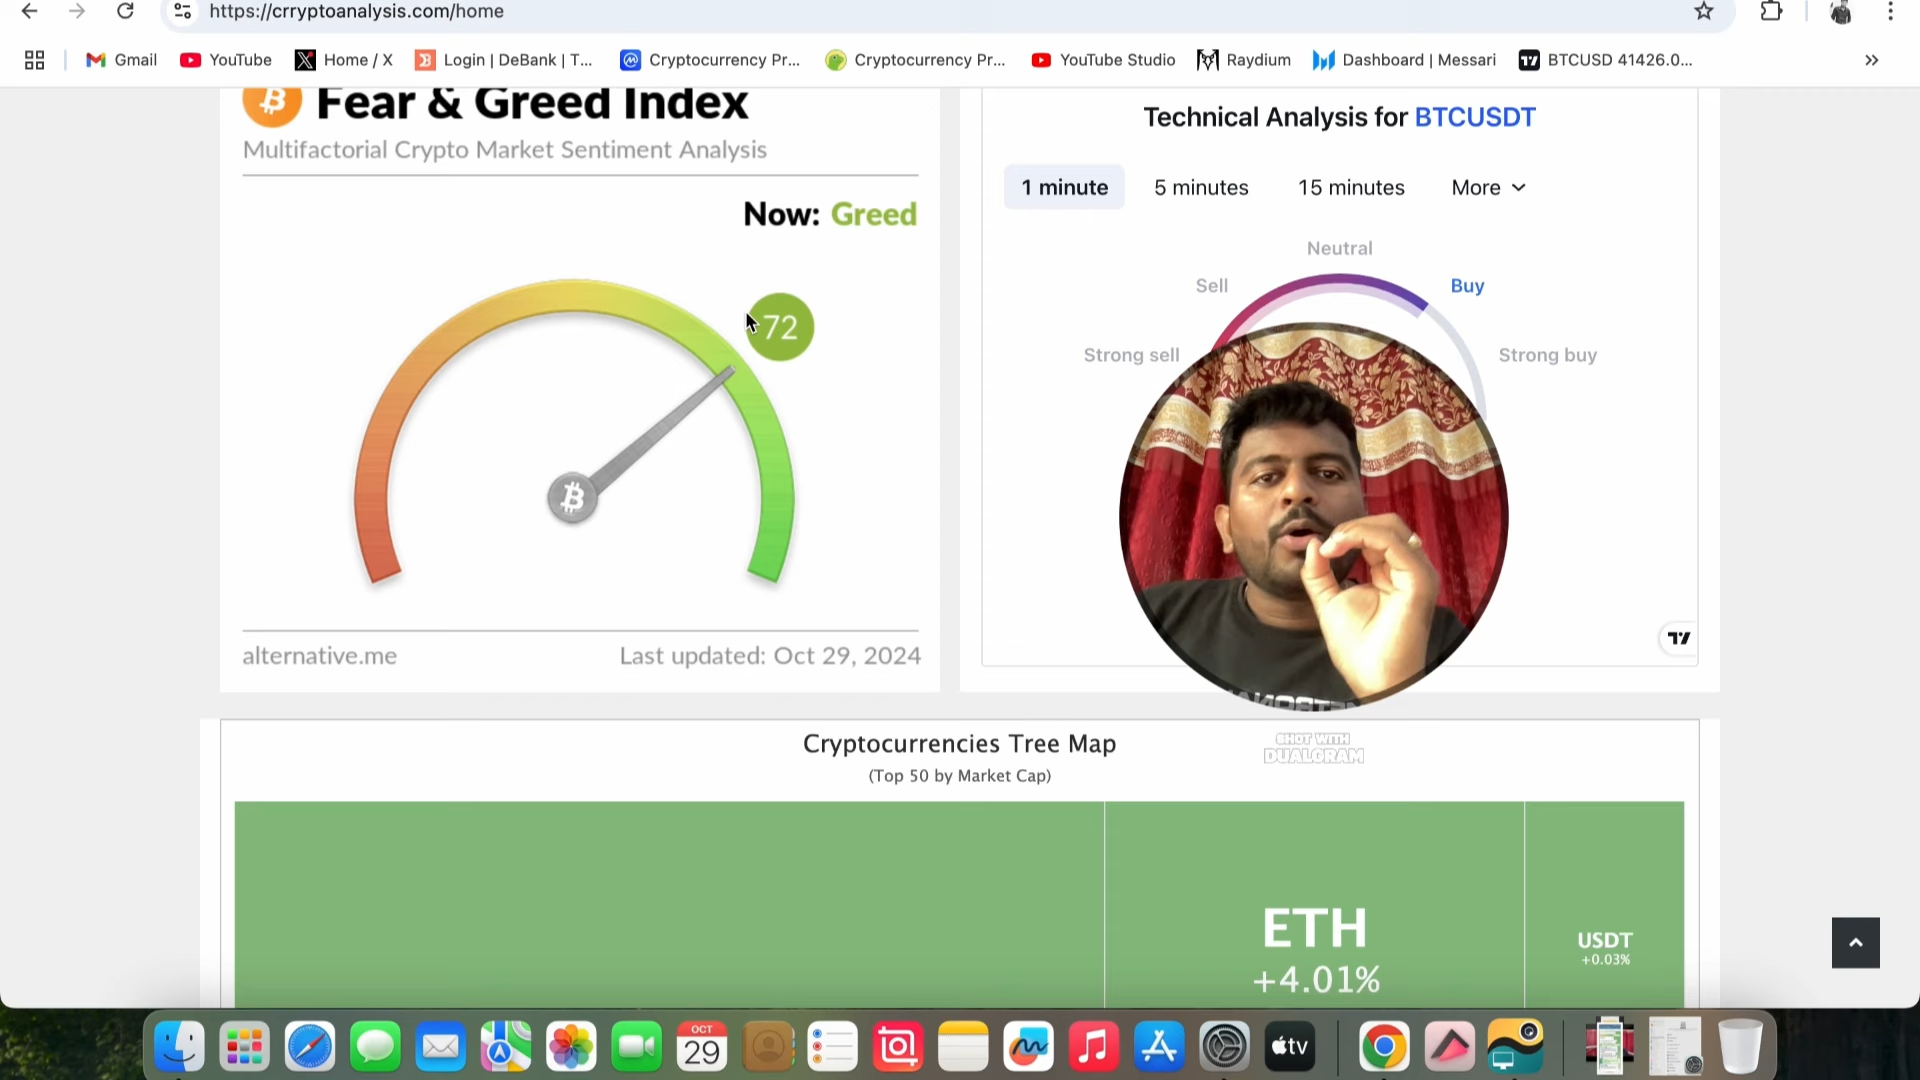 https://crryptoanalysis.com/home
Gmail YouTube Home / X Login | DeBank | T... Cryptocurrency Pr... Cryptocurrency Pr... YouTube Studio Raydium Dashboard | Messari BTCUSD 41426.0...
Fear & Greed Index
Multifactorial Crypto Market Sentiment Analysis
Now: Greed
72
alternative.me Last updated: Oct 29, 2024
Technical Analysis for BTCUSDT
1 minute 5 minutes 15 minutes More
Neutral
Sell Buy
Strong sell Strong buy
Cryptocurrencies Tree Map
(Top 50 by Market Cap)
SHOT WITH
DUALGRAM
ETH
+4.01%
USDT
+0.03%
OCT
29
tv